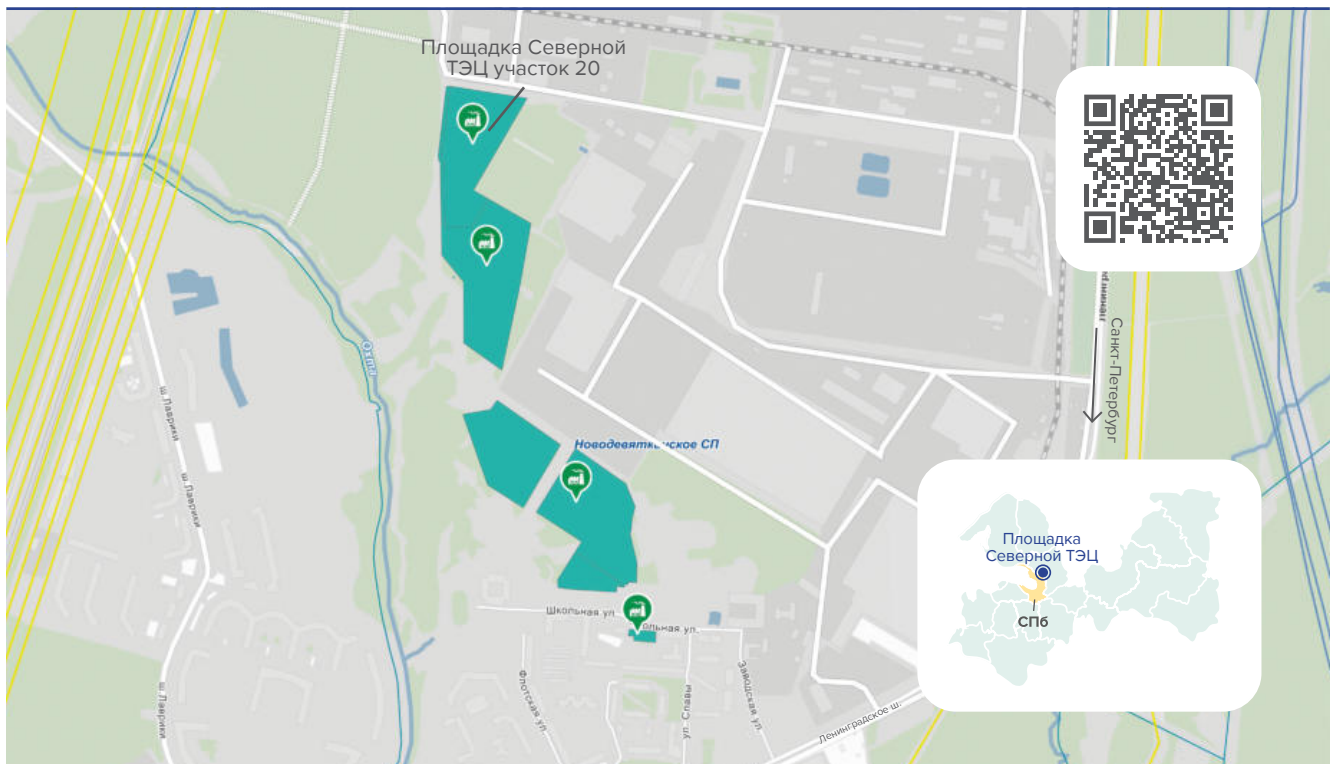 Площадка Северной
ТЭЦ участок 20
Санкт-Петербург
Охта
ш.Лаврики
ш.Лаврики
ш Лаврики
Новодевяткинское СП
Площадка
Северной ТЭЦ
СПб
Школьная ул.
ольная ул.
Флотская ул.
ул Славы
Заводская ул.
Ленинградское ш.